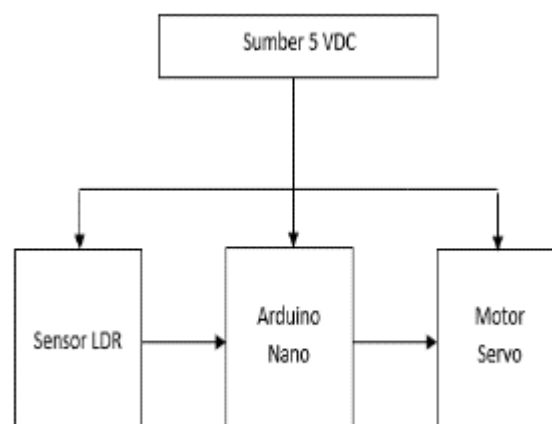 Sumber 5 VDC
Sensor LDR
Arduino
Nano
Motor
Servo